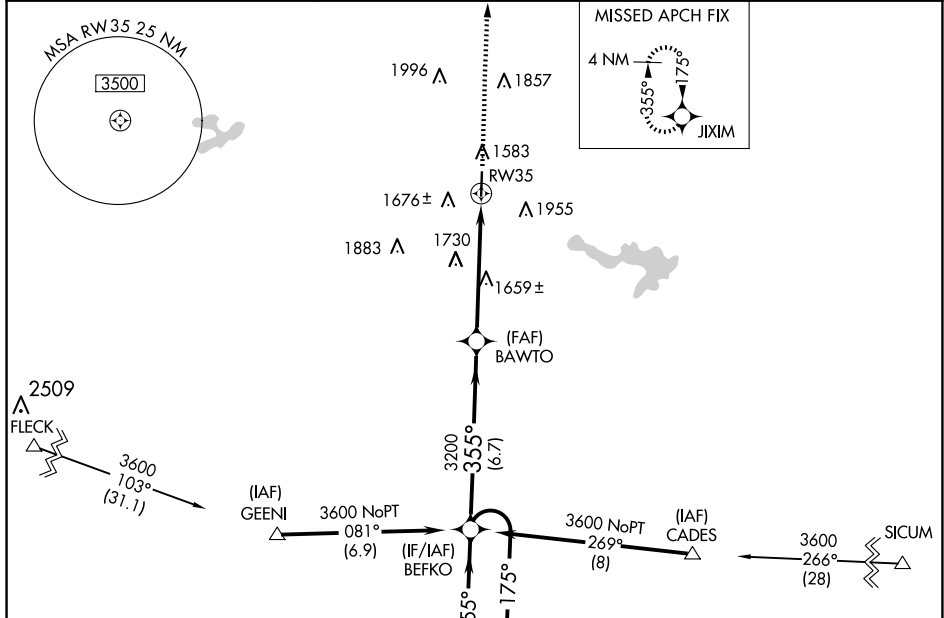 MSA RW35 25 NM
3500
MISSED APCH FIX
4 NM
355°
175°
JIXIM
1996
1857
1583
RW35
1676 ±
1955
1883
1730
1659 ±
(FAF)
BAWTO
2509
FLECK
3600
103°
(31.1)
3200
355°
(6.7)
(IAF)
GEENI
3600 NoPT
081°
(6.9)
(IF/IAF)
BEFKO
3600 NoPT
269°
(8)
(IAF)
CADES
3600
266°
(28)
SICUM
175°